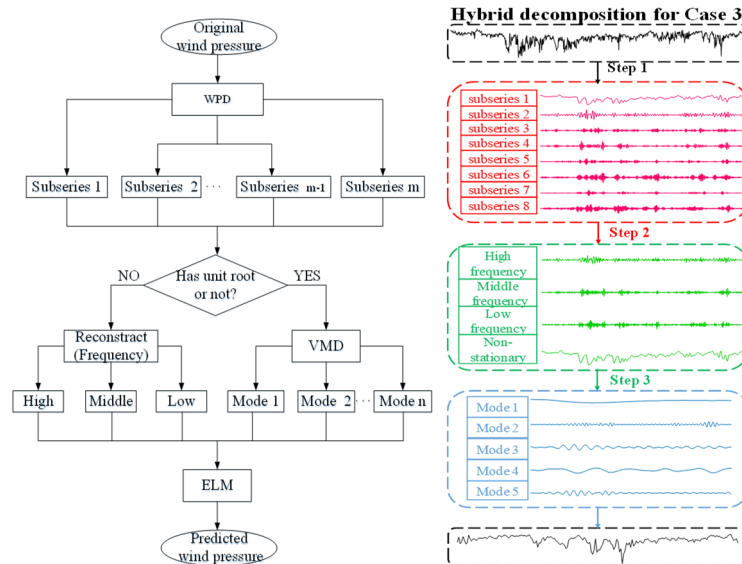 Original
wind pressure
WPD
Subseries 1
Subseries 2
...
Subseries m-1
Subseries m
NO
Has unit root
or not?
YES
Reconstract
(Frequency)
VMD
High
Middle
Low
Mode 1
Mode 2
...
Mode n
ELM
Predicted
wind pressure
Hybrid decomposition for Case 3
Step 1
subseries 1
subseries 2
subseries 3
subseries 4
subseries 5
subseries 6
subseries 7
subseries 8
Step 2
High
frequency
Middle
frequency
Low
frequency
Non-
stationary
Step 3
Mode 1
Mode 2
Mode 3
Mode 4
Mode 5